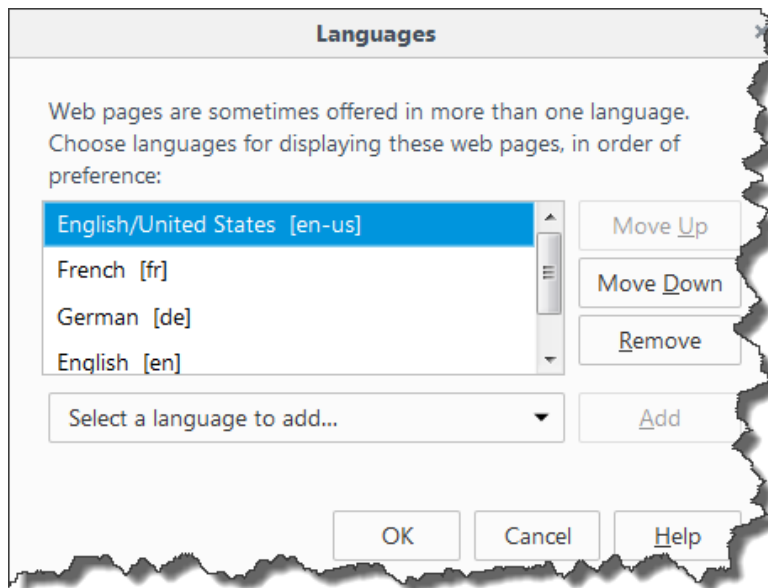 Languages
Web pages are sometimes offered in more than one language.
Choose languages for displaying these web pages, in order of
preference:
English/United States [en-us]
Move Up
French [fr]
Move Down
German [de]
Remove
English [en]
Select a language to add...
Add
OK
Cancel
Help